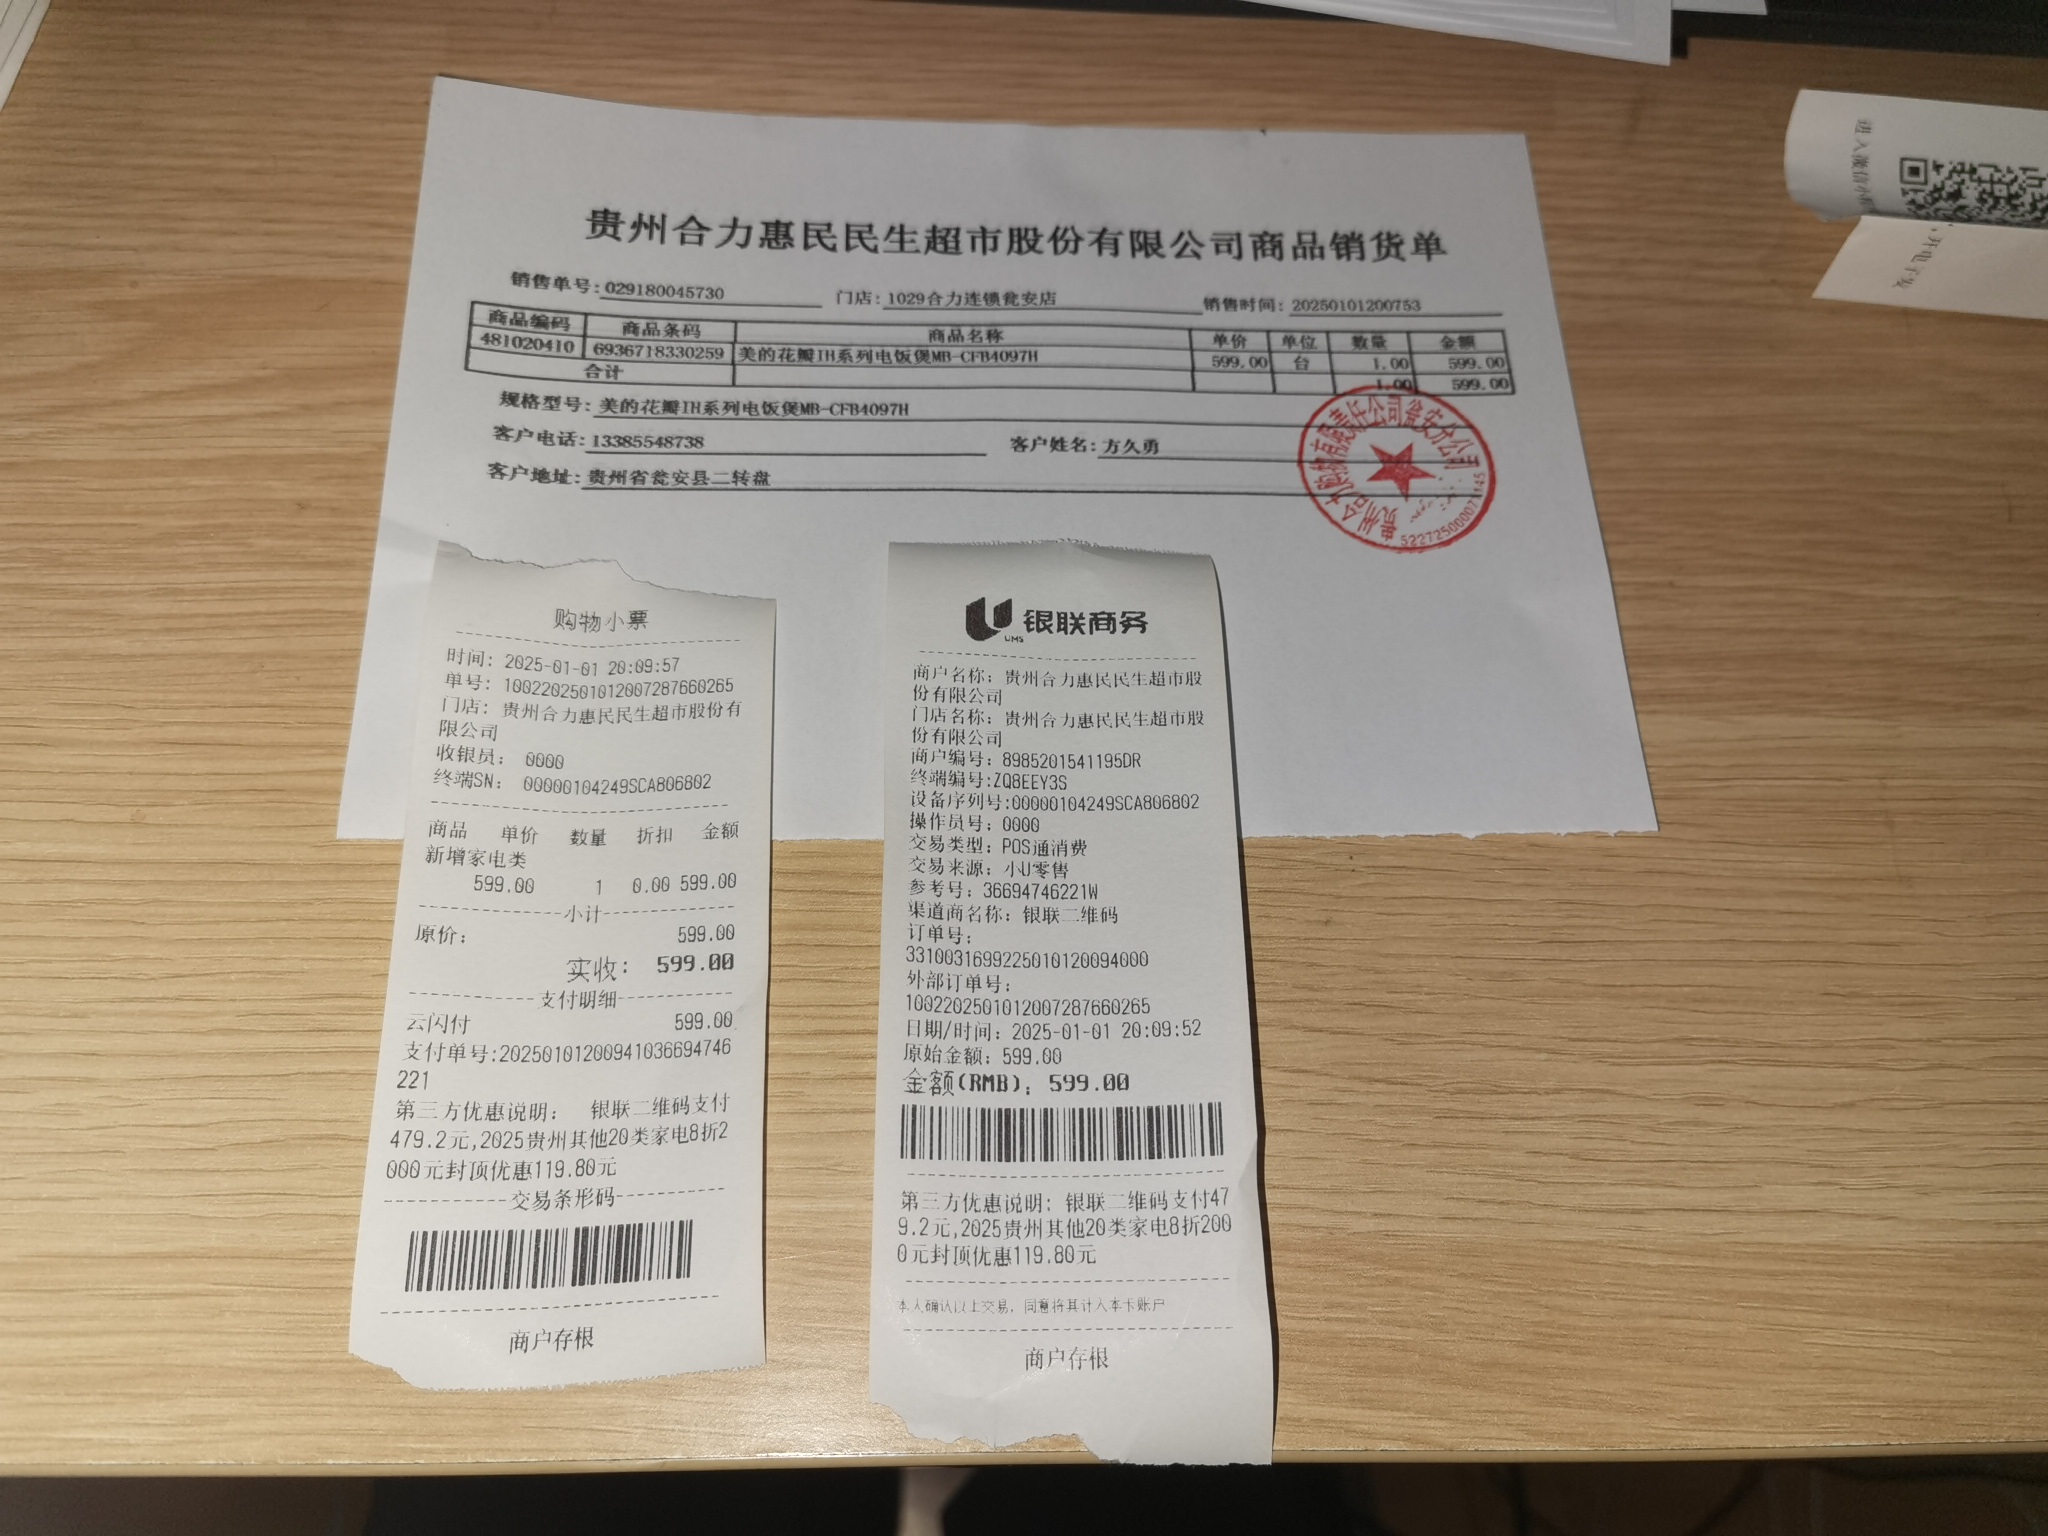 贵州合力惠民民生超市股份有限公司商品销货单
销售单号:029180045730 门店:1029合力连锁瓮安店 销售时间:20250101200753
商品编码 商品条码 商品名称 单价 单位 数量 金额
481020410 6936718330259 美的花瓣IH系列电饭煲MB-CFB4097H 599.00 台 1.00 599.00
合计 1.00 599.00
规格型号:美的花瓣IH系列电饭煲MB-CFB4097H
客户电话:13385548738 客户姓名:方久勇
客户地址:贵州省瓮安县二转盘
购物小票
时间: 2025-01-01 20:09:57
单号: 1002202501012007287660265
门店: 贵州合力惠民民生超市股份有
限公司
收银员: 0000
终端SN: 00000104249SCA806802
商品 单价 数量 折扣 金额
新增家电类
599.00 1 0.00 599.00
小计
原价: 599.00
实收: 599.00
支付明细
云闪付 599.00
支付单号:20250101200941036694746
221
第三方优惠说明: 银联二维码支付
479.2元,2025贵州其他20类家电8折2
000元封顶优惠119.80元
交易条形码
商户存根
UMS 银联商务
商户名称: 贵州合力惠民民生超市股
份有限公司
门店名称: 贵州合力惠民民生超市股
份有限公司
商户编号: 8985201541195DR
终端编号:ZQ8EEY3S
设备序列号:00000104249SCA806802
操作员号: 0000
交易类型: POS通消费
交易来源: 小U零售
参考号: 36694746221W
渠道商名称: 银联二维码
订单号:
33100316992250101200940​00
外部订单号:
1002202501012007287660265
日期/时间: 2025-01-01 20:09:52
原始金额: 599.00
金额(RMB): 599.00
第三方优惠说明: 银联二维码支付47
9.2元,2025贵州其他20类家电8折200
0元封顶优惠119.80元
本人确认以上交易, 同意将其计入本卡账户
商户存根